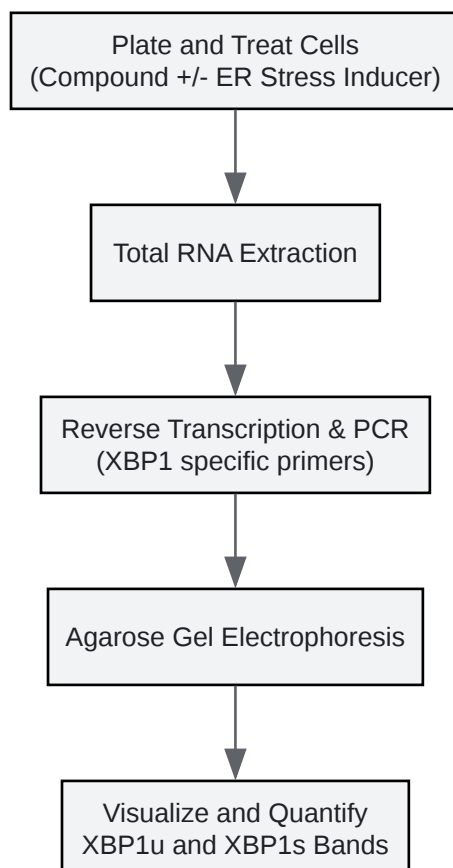 Plate and Treat Cells
(Compound +/- ER Stress Inducer)
Total RNA Extraction
Reverse Transcription & PCR
(XBP1 specific primers)
Agarose Gel Electrophoresis
Visualize and Quantify
XBP1u and XBP1s Bands